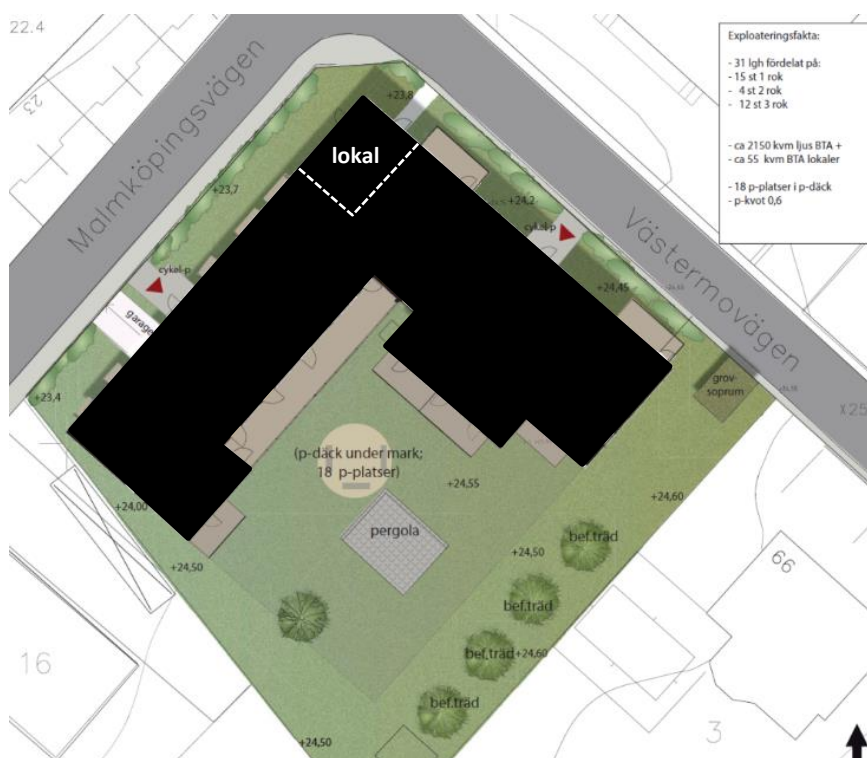 22.4
23
Malmköpingsvägen
Exploateringsfakta:
- 31 lgh fördelat på:
- 15 st 1 rok
- 4 st 2 rok
- 12 st 3 rok
- ca 2150 kvm ljus BTA +
- ca 55 kvm BTA lokaler
- 18 p-platser i p-däck
- p-kvot 0,6
+23,8
lokal
+23,7
+24,2
Västermovägen
cykel-p
cykel-p
+24,45
garage
grov-
soprum
+23,4
x25
(p-däck under mark;
18 p-platser)
+24,55
+24,60
+24,00
pergola
bef.träd
+24,50
+24,50
66
bef.träd
bef.träd
+24,60
16
bef.träd
3
+24,50